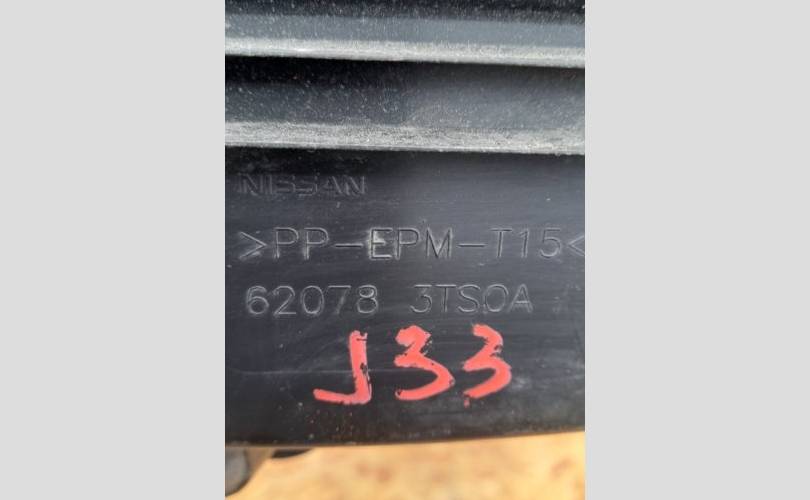 NISSAN
>PP-EPM-T15<
62078 3TS0A
J33